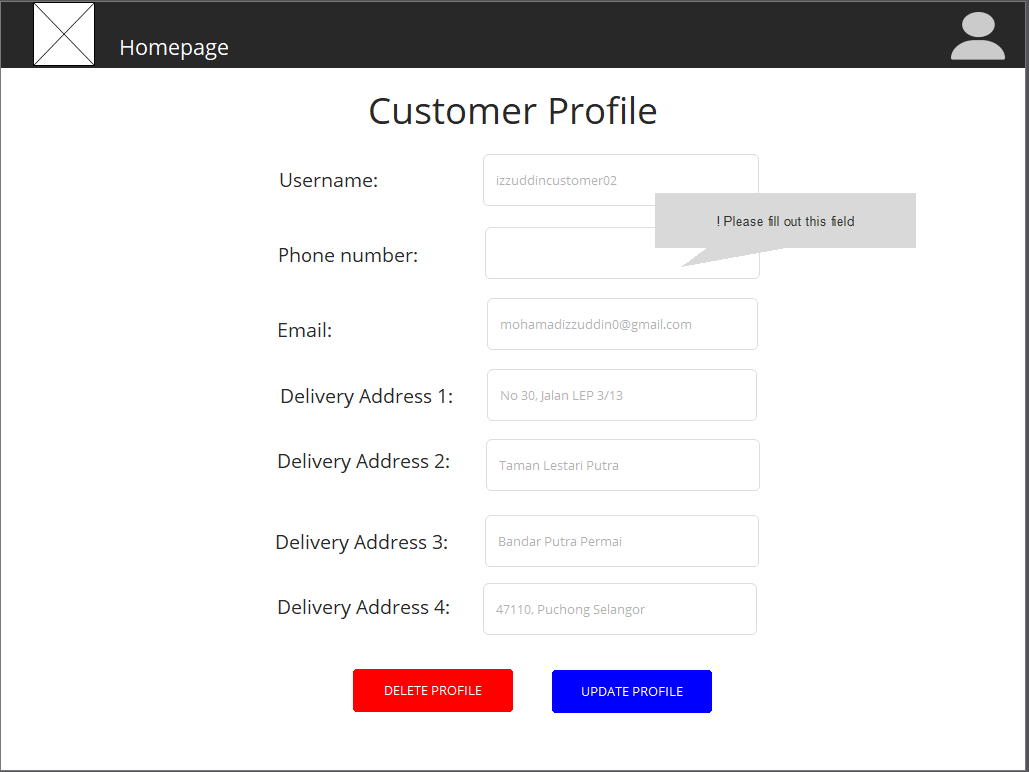 Homepage
Customer Profile
Username:
izzuddincustomer02
! Please fill out this field
Phone number:
Email:
mohamadizzuddin0@gmail.com
Delivery Address 1:
No 30, Jalan LEP 3/13
Delivery Address 2:
Taman Lestari Putra
Delivery Address 3:
Bandar Putra Permai
Delivery Address 4:
47110, Puchong Selangor
DELETE PROFILE
UPDATE PROFILE